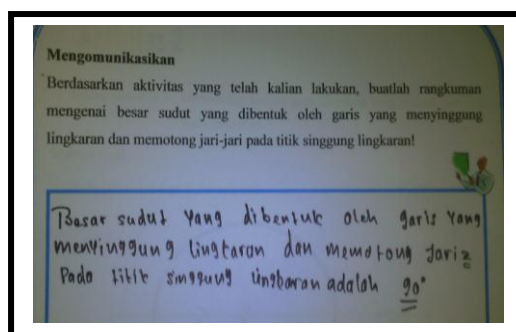 Mengomunikasikan
Berdasarkan aktivitas yang telah kalian lakukan, buatlah rangkuman
mengenai besar sudut yang dibentuk oleh garis yang menyinggung
lingkaran dan memotong jari-jari pada titik singgung lingkaran!
Besar sudut yang dibentuk oleh garis yang
menyinggung lingkaran dan memotong jari2
Pada titik singgung lingkaran adalah 90°